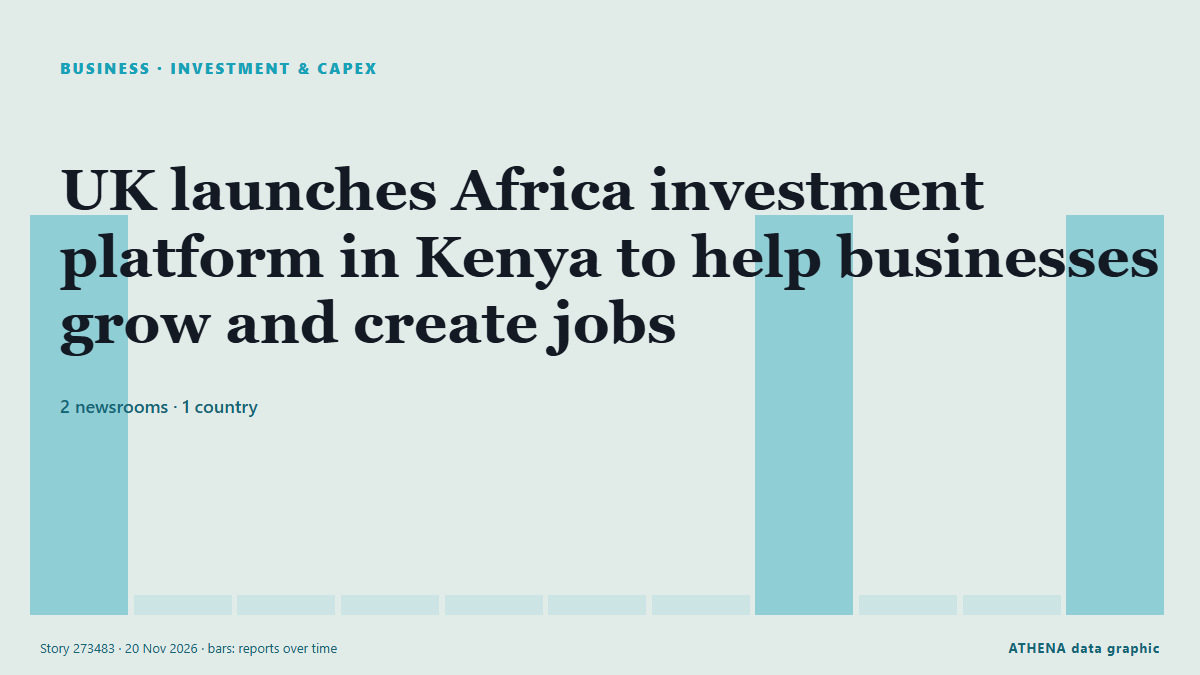 BUSINESS · INVESTMENT & CAPEX
UK launches Africa investment
platform in Kenya to help businesses
grow and create jobs
2 newsrooms · 1 country
Story 273483 · 20 Nov 2026 · bars: reports over time
ATHENA data graphic